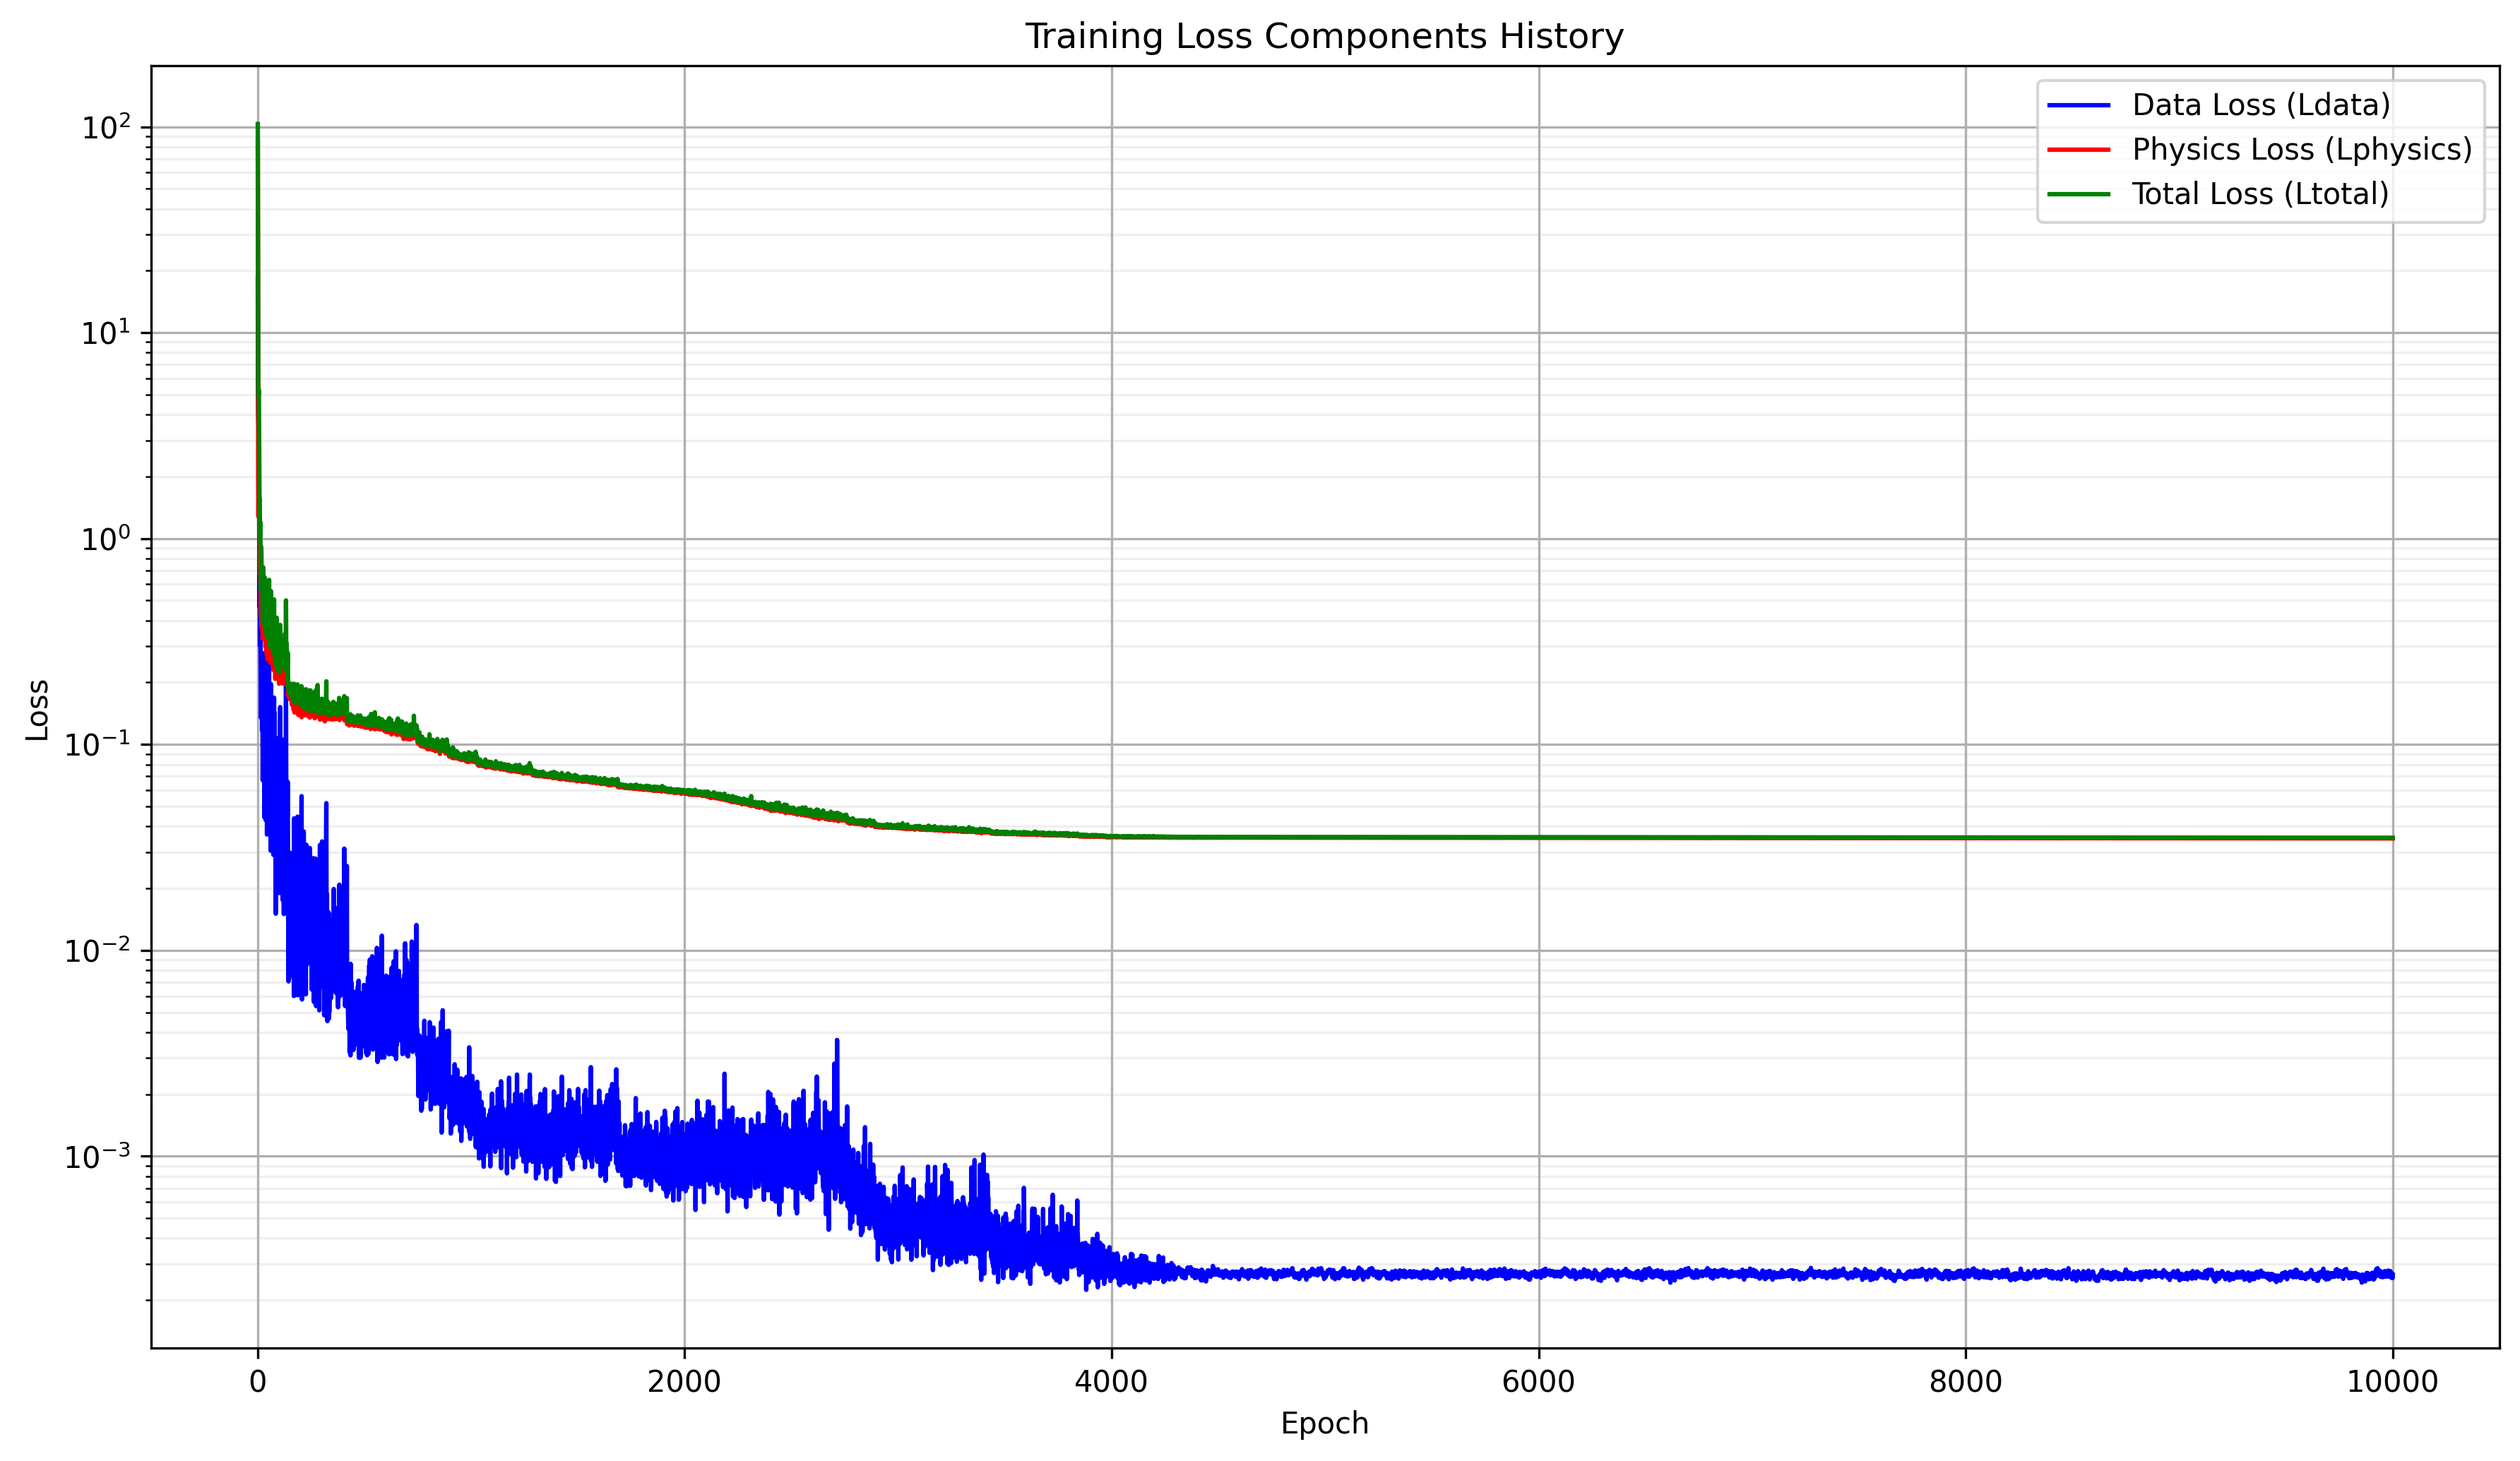 Training Loss Components History
Data Loss (Ldata)
Physics Loss (Lphysics)
Total Loss (Ltotal)
Loss
10²
10¹
10⁰
10⁻¹
10⁻²
10⁻³
0 2000 4000 6000 8000 10000
Epoch